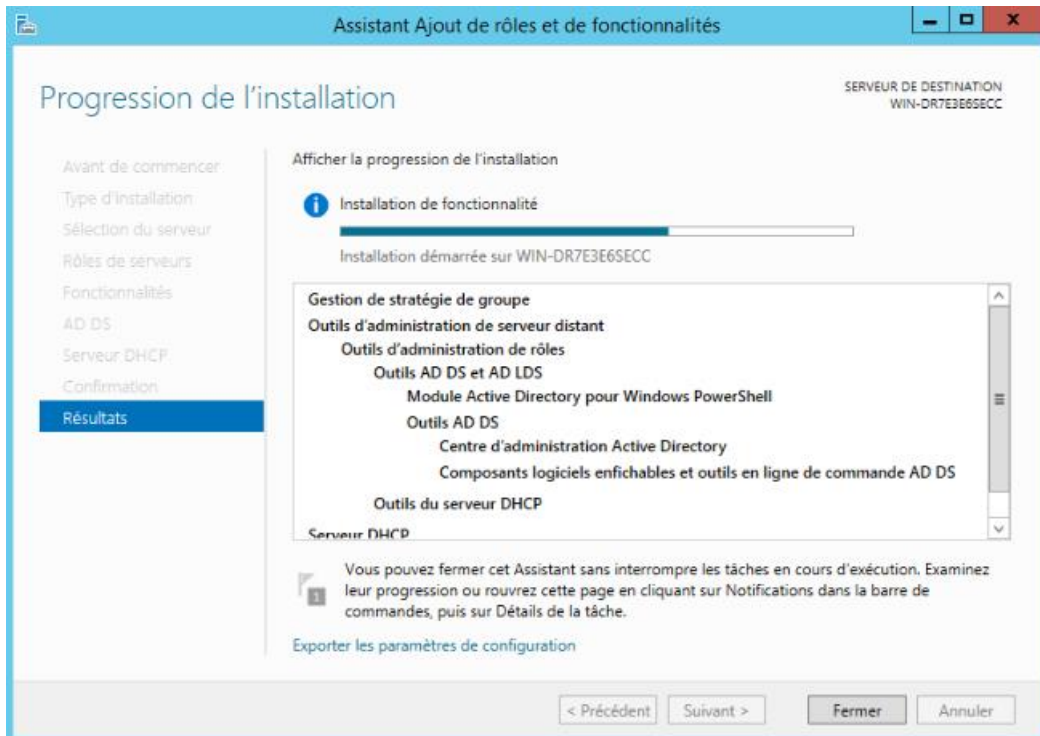 Assistant Ajout de rôles et de fonctionnalités
Progression de l'installation
SERVEUR DE DESTINATION
WIN-DR7E3E6SECC
Avant de commencer
Type d'installation
Sélection du serveur
Rôles de serveurs
Fonctionnalités
AD DS
Serveur DHCP
Confirmation
Résultats
Afficher la progression de l'installation
Installation de fonctionnalité
Installation démarrée sur WIN-DR7E3E6SECC
Gestion de stratégie de groupe
Outils d'administration de serveur distant
Outils d'administration de rôles
Outils AD DS et AD LDS
Module Active Directory pour Windows PowerShell
Outils AD DS
Centre d'administration Active Directory
Composants logiciels enfichables et outils en ligne de commande AD DS
Outils du serveur DHCP
Serveur DHCP
1
Vous pouvez fermer cet Assistant sans interrompre les tâches en cours d'exécution. Examinez
leur progression ou rouvrez cette page en cliquant sur Notifications dans la barre de
commandes, puis sur Détails de la tâche.
Exporter les paramètres de configuration
< Précédent
Suivant >
Fermer
Annuler